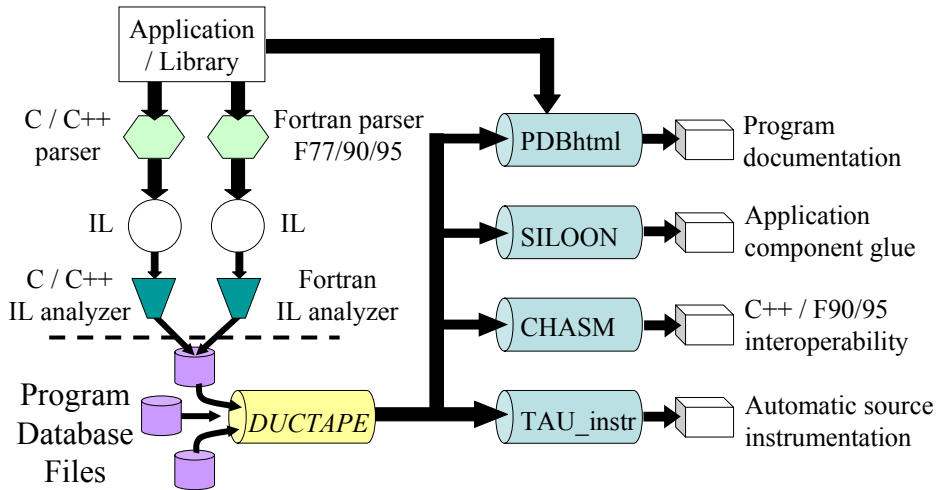 Application
/ Library
C / C++
parser
Fortran parser
F77/90/95
IL
IL
C / C++
IL analyzer
Fortran
IL analyzer
Program
Database
Files
DUCTAPE
PDBhtml
Program
documentation
SILOON
Application
component glue
CHASM
C++ / F90/95
interoperability
TAU_instr
Automatic source
instrumentation